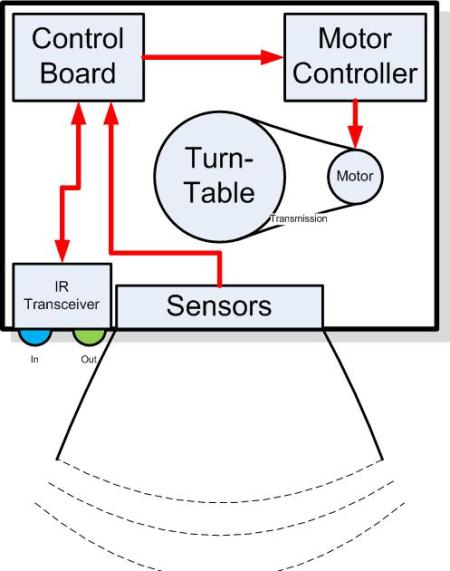 Control
Board
Motor
Controller
Turn-
Table
Motor
Transmission
IR
Transceiver
Sensors
In
Out